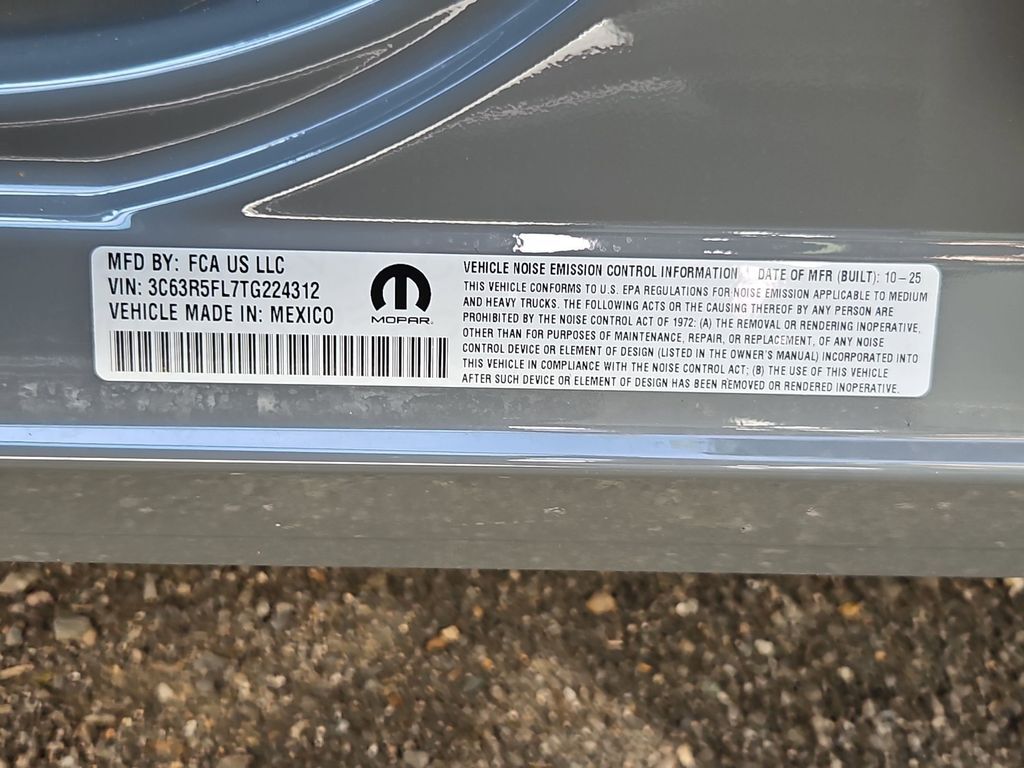 MFD BY: FCA US LLC
VIN: 3C63R5FL7TG224312
VEHICLE MADE IN: MEXICO
MOPAR
VEHICLE NOISE EMISSION CONTROL INFORMATION DATE OF MFR (BUILT): 10-25
THIS VEHICLE CONFORMS TO U.S. EPA REGULATIONS FOR NOISE EMISSION APPLICABLE TO MEDIUM
AND HEAVY TRUCKS. THE FOLLOWING ACTS OR THE CAUSING THEREOF BY ANY PERSON ARE
PROHIBITED BY THE NOISE CONTROL ACT OF 1972: (A) THE REMOVAL OR RENDERING INOPERATIVE,
OTHER THAN FOR PURPOSES OF MAINTENANCE, REPAIR, OR REPLACEMENT, OF ANY NOISE
CONTROL DEVICE OR ELEMENT OF DESIGN (LISTED IN THE OWNER'S MANUAL) INCORPORATED INTO
THIS VEHICLE IN COMPLIANCE WITH THE NOISE CONTROL ACT; (B) THE USE OF THIS VEHICLE
AFTER SUCH DEVICE OR ELEMENT OF DESIGN HAS BEEN REMOVED OR RENDERED INOPERATIVE.